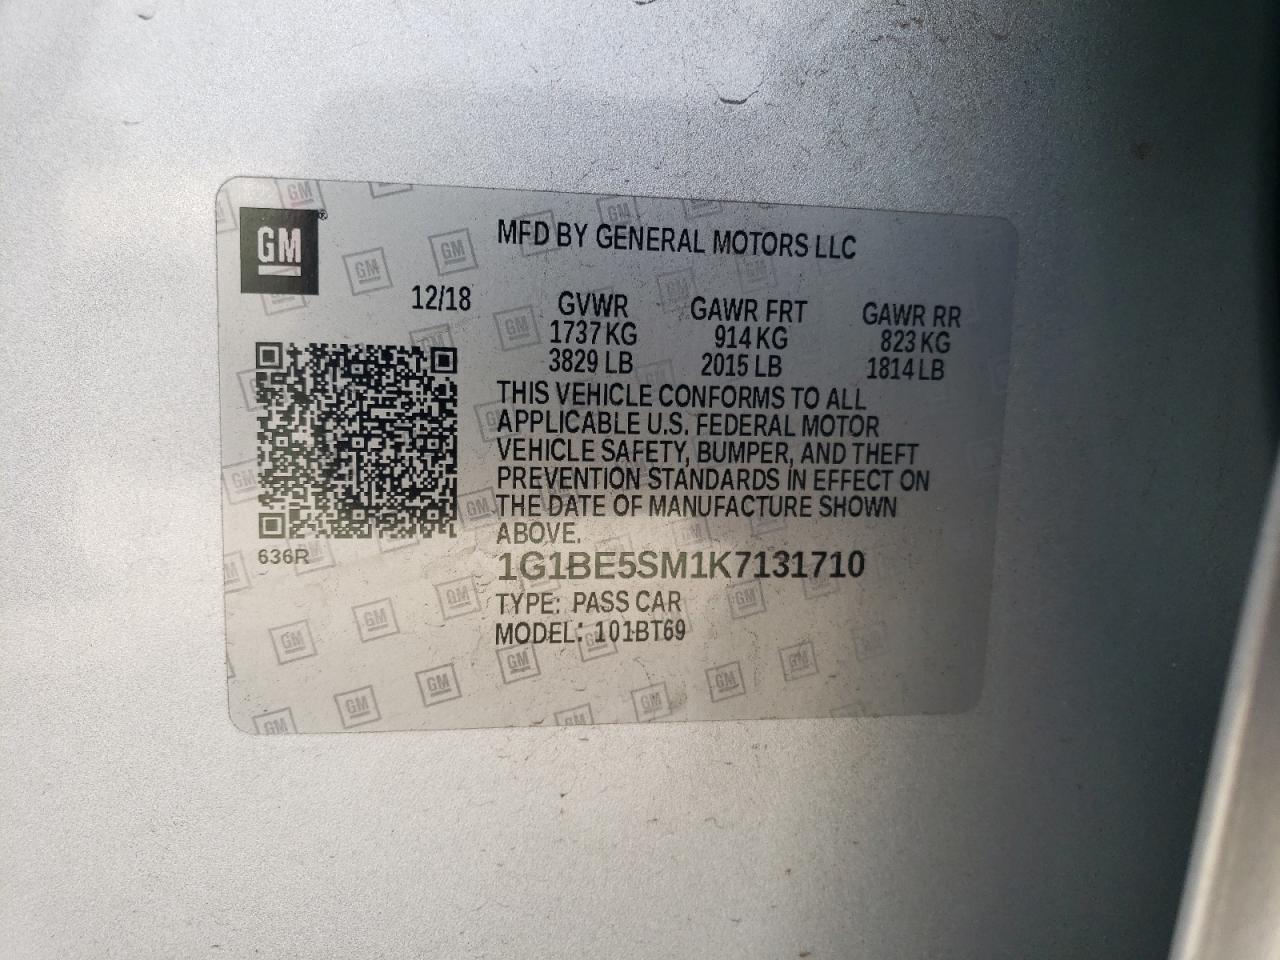 GM®
MFD BY GENERAL MOTORS LLC
12/18 GVWR GAWR FRT GAWR RR
1737 KG 914 KG 823 KG
3829 LB 2015 LB 1814 LB
THIS VEHICLE CONFORMS TO ALL
APPLICABLE U.S. FEDERAL MOTOR
VEHICLE SAFETY, BUMPER, AND THEFT
PREVENTION STANDARDS IN EFFECT ON
THE DATE OF MANUFACTURE SHOWN
ABOVE.
636R
1G1BE5SM1K7131710
TYPE: PASS CAR
MODEL: 101BT69